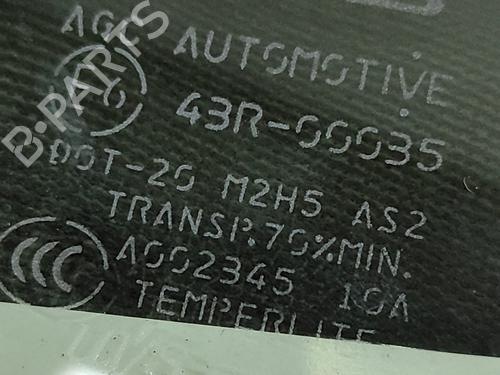 AGC AUTOMOTIVE
43R-00035
DOT-20 M2H5 AS2
TRANSP.70%MIN.
A002345 10A
TEMPERLITE
B-PARTS